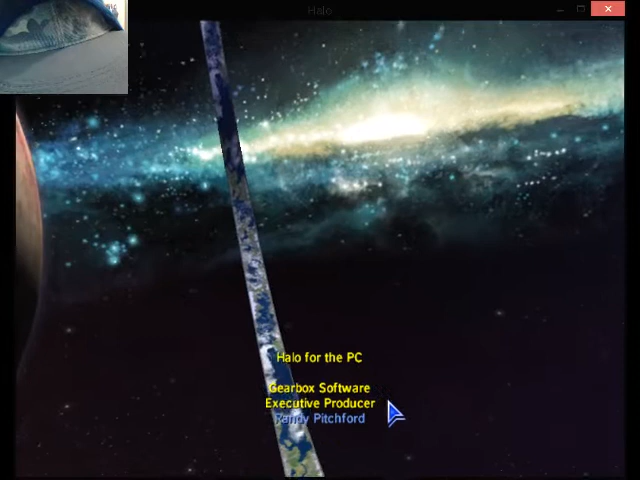 Halo
Halo for the PC
Gearbox Software
Executive Producer
Randy Pitchford